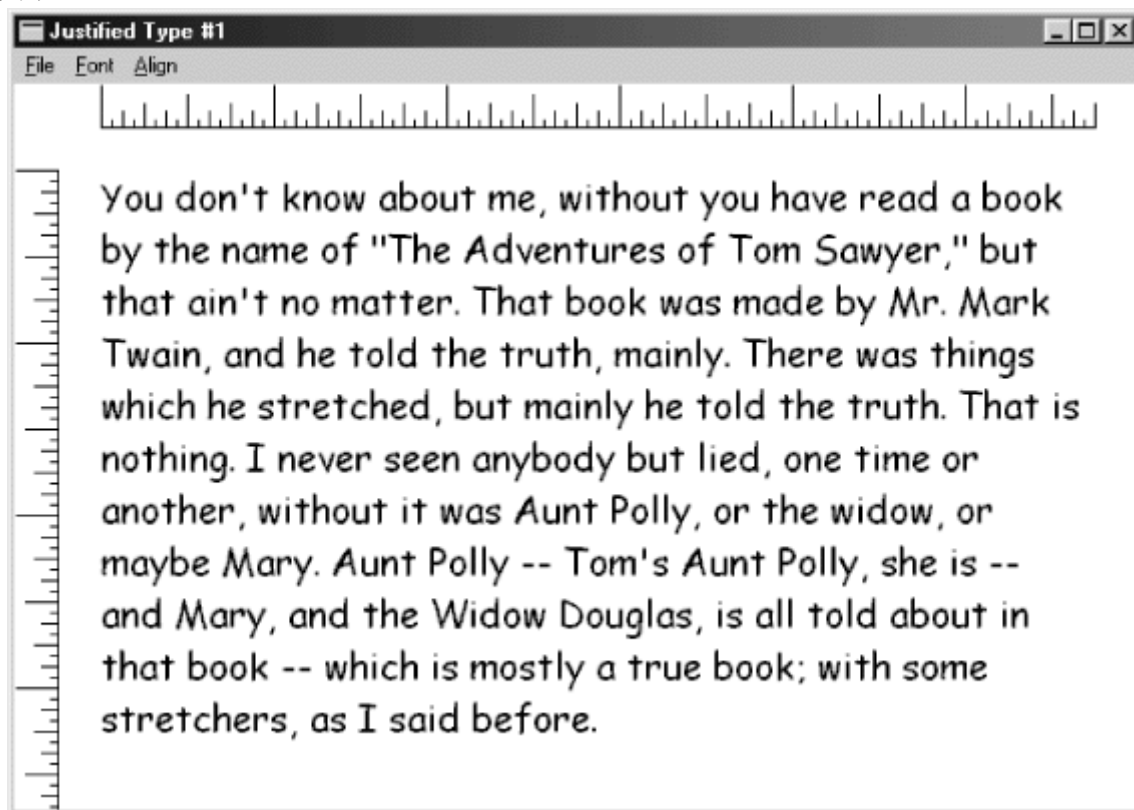 Justified Type #1
File Font Align
You don't know about me, without you have read a book
by the name of "The Adventures of Tom Sawyer," but
that ain't no matter. That book was made by Mr. Mark
Twain, and he told the truth, mainly. There was things
which he stretched, but mainly he told the truth. That is
nothing. I never seen anybody but lied, one time or
another, without it was Aunt Polly, or the widow, or
maybe Mary. Aunt Polly -- Tom's Aunt Polly, she is --
and Mary, and the Widow Douglas, is all told about in
that book -- which is mostly a true book; with some
stretchers, as I said before.